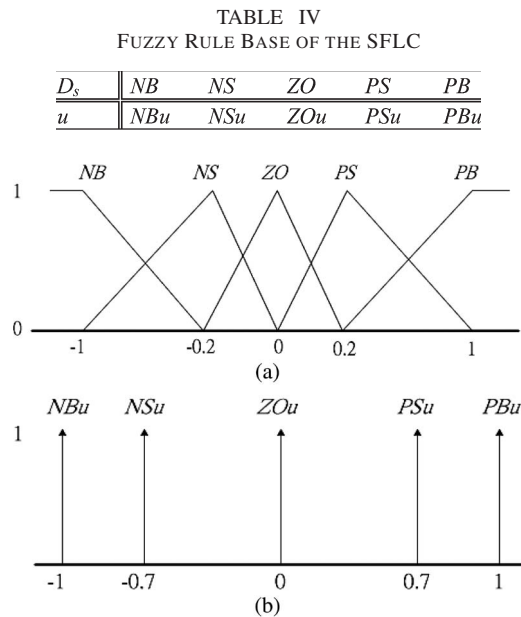 TABLE IV
FUZZY RULE BASE OF THE SFLC
Ds NB NS ZO PS PB
u NBu NSu ZOu PSu PBu
NB NS ZO PS PB
1
0
-1 -0.2 0 0.2 1
(a)
NBu NSu ZOu PSu PBu
1
-1 -0.7 0 0.7 1
(b)